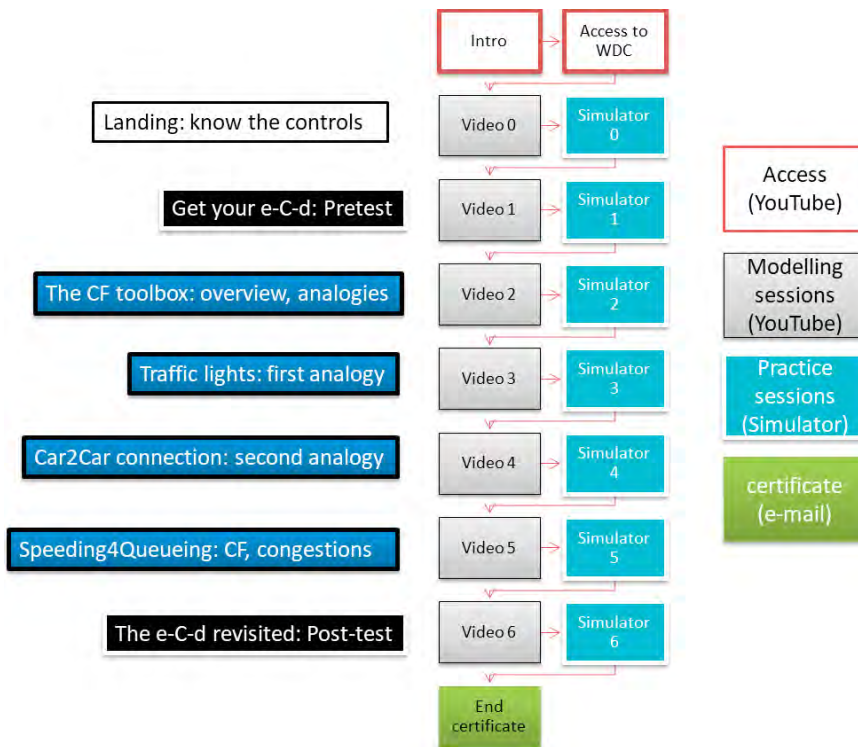 Intro
Access to
WDC
Landing: know the controls
Video 0
Simulator
0
Get your e-C-d: Pretest
Video 1
Simulator
1
The CF toolbox: overview, analogies
Video 2
Simulator
2
Traffic lights: first analogy
Video 3
Simulator
3
Car2Car connection: second analogy
Video 4
Simulator
4
Speeding4Queueing: CF, congestions
Video 5
Simulator
5
The e-C-d revisited: Post-test
Video 6
Simulator
6
End
certificate
Access
(YouTube)
Modelling
sessions
(YouTube)
Practice
sessions
(Simulator)
certificate
(e-mail)